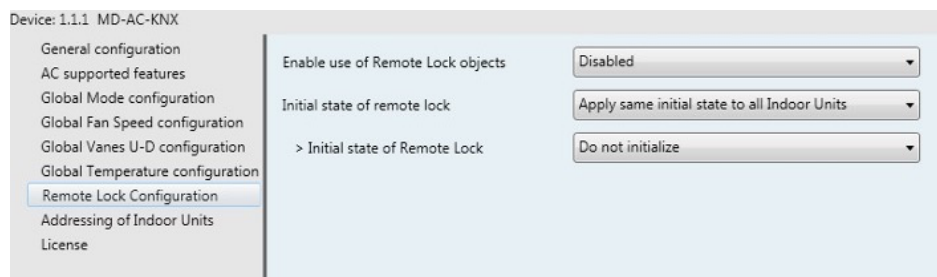 Device: 1.1.1 MD-AC-KNX
General configuration
AC supported features
Global Mode configuration
Global Fan Speed configuration
Global Vanes U-D configuration
Global Temperature configuration
Remote Lock Configuration
Addressing of Indoor Units
License
Enable use of Remote Lock objects Disabled
Initial state of remote lock Apply same initial state to all Indoor Units
> Initial state of Remote Lock Do not initialize